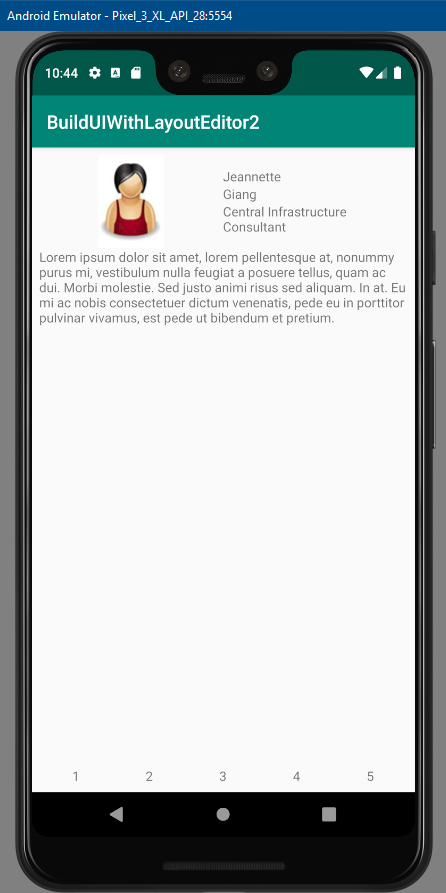 Android Emulator - Pixel_3_XL_API_28:5554
10:44
BuildUIWithLayoutEditor2
Jeannette
Giang
Central Infrastructure
Consultant
Lorem ipsum dolor sit amet, lorem pellentesque at, nonummy
purus mi, vestibulum nulla feugiat a posuere tellus, quam ac
dui. Morbi molestie. Sed justo animi risus sed aliquam. In at. Eu
mi ac nobis consectetuer dictum venenatis, pede eu in porttitor
pulvinar vivamus, est pede ut bibendum et pretium.
1 2 3 4 5